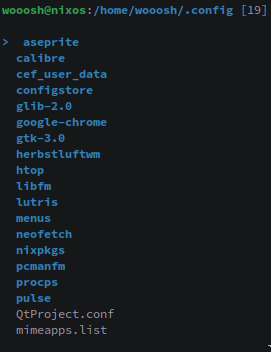 wooosh@nixos:/home/wooosh/.config [19]
> aseprite
calibre
cef_user_data
configstore
glib-2.0
google-chrome
gtk-3.0
herbstluftwm
htop
libfm
lutris
menus
neofetch
nixpkgs
pcmanfm
procps
pulse
QtProject.conf
mimeapps.list